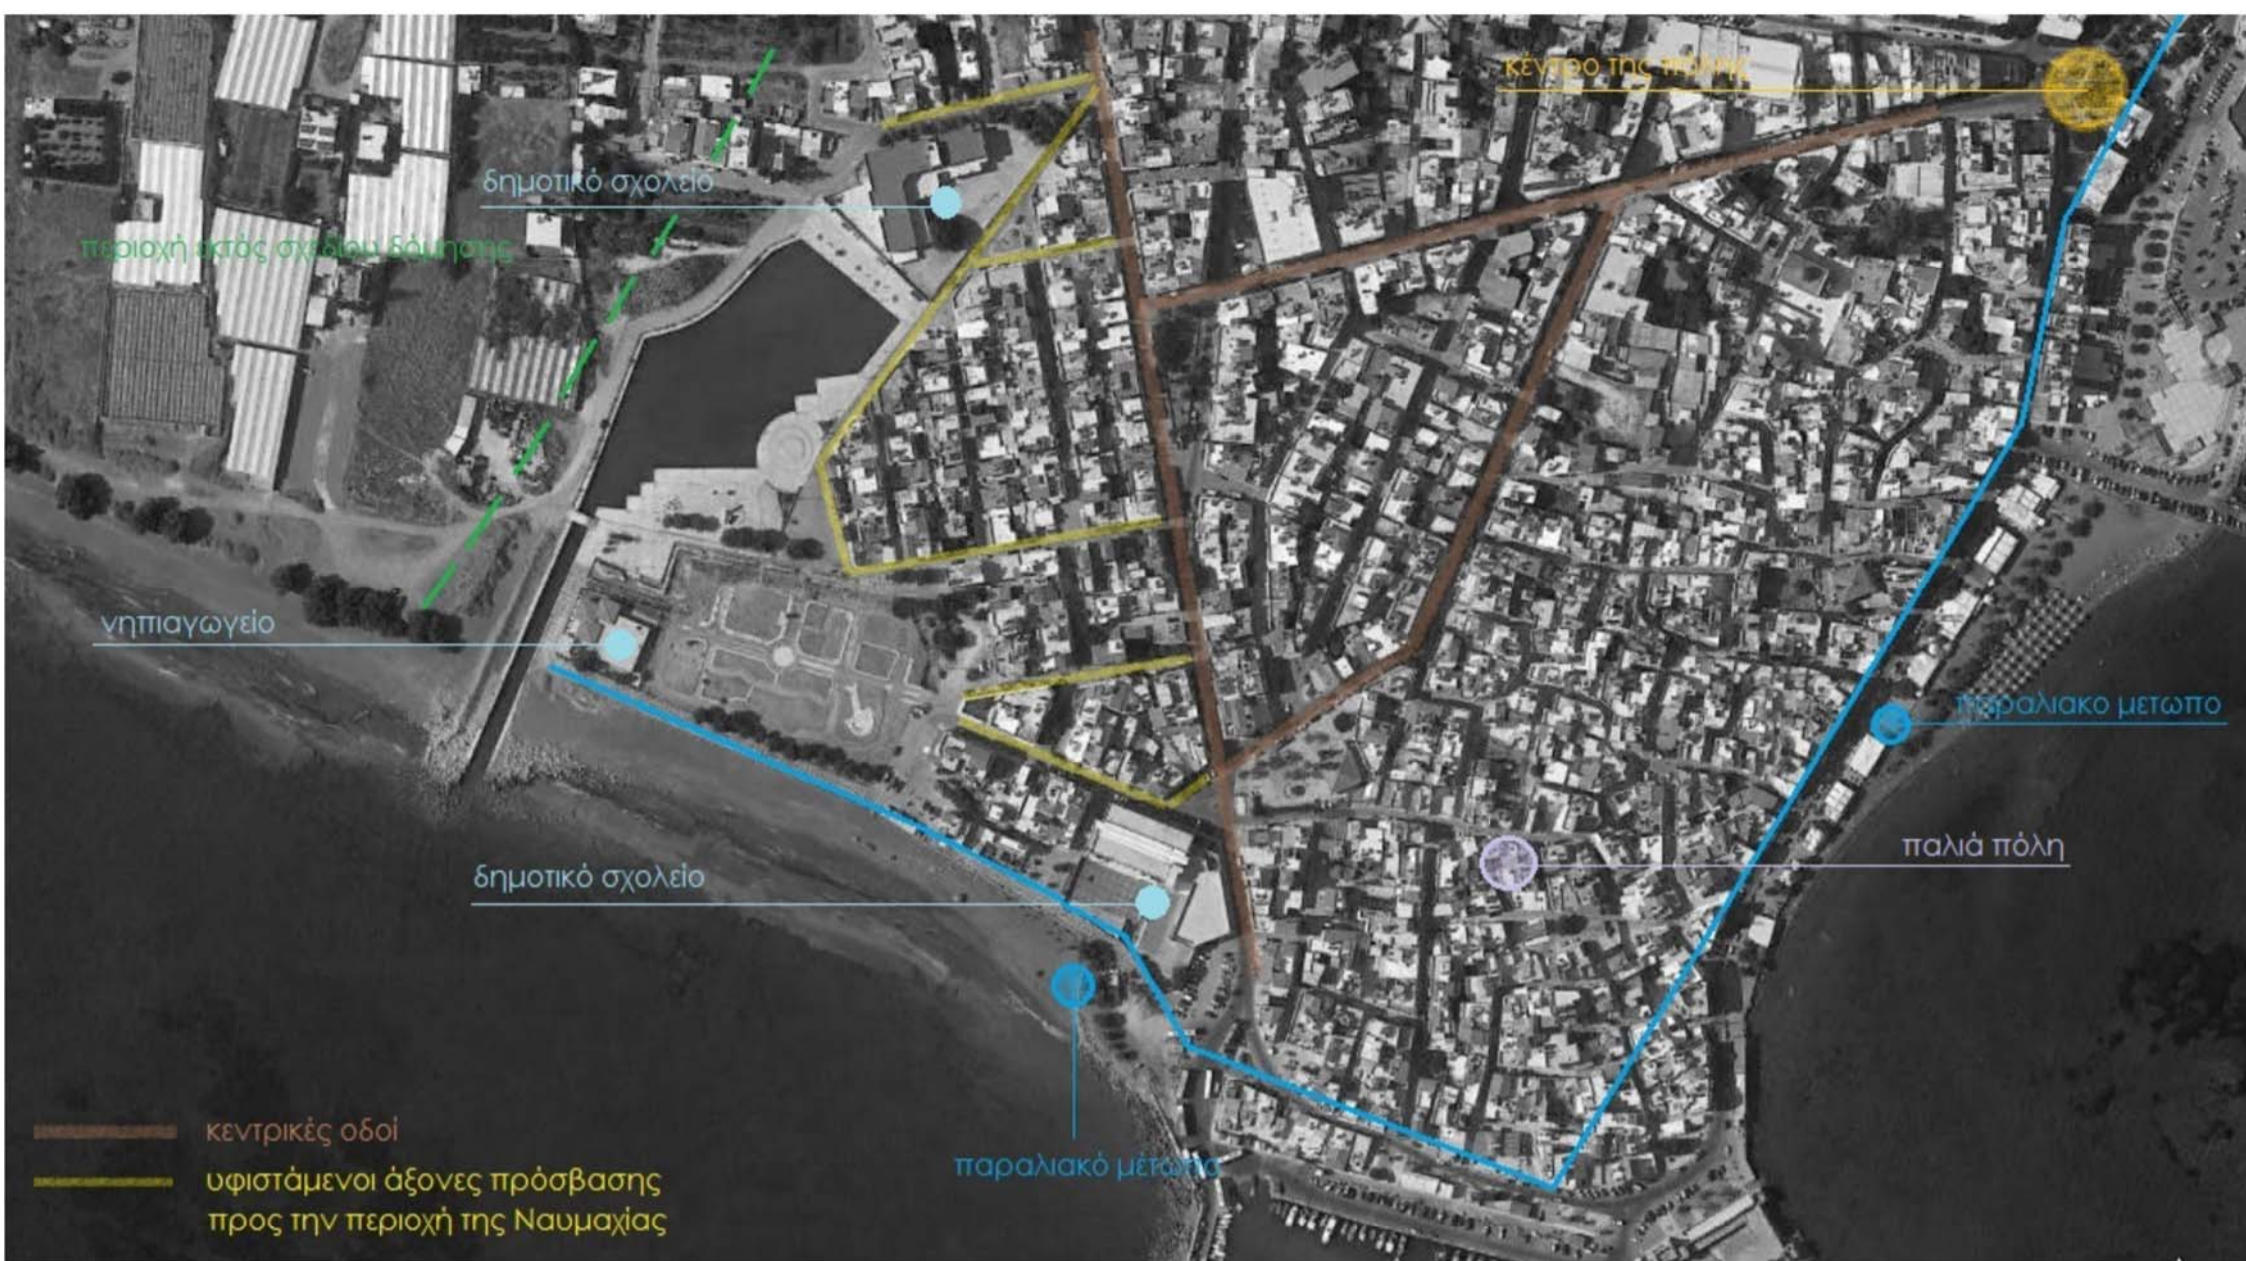 κέντρο της πόλης
δημοτικό σχολείο
περιοχή εκτός σχεδίου δόμησης
νηπιαγωγείο
παραλιακο μετωπο
παλιά πόλη
δημοτικό σχολείο
παραλιακό μέτωπο
κεντρικές οδοί
υφιστάμενοι άξονες πρόσβασης
προς την περιοχή της Ναυμαχίας